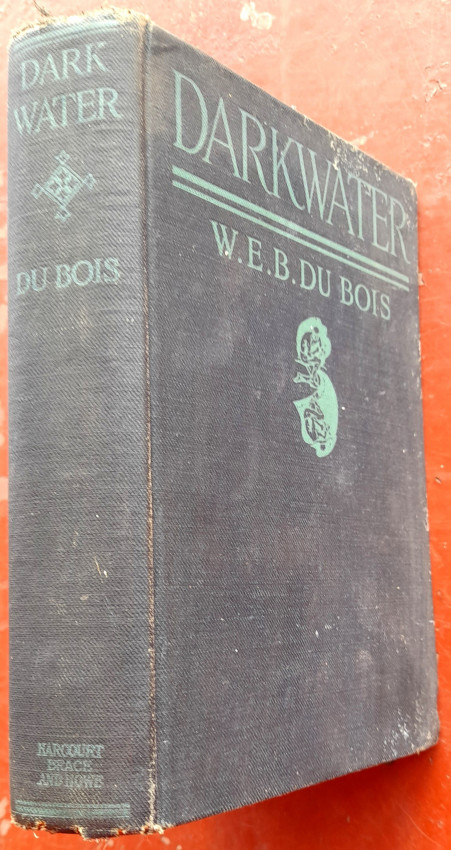 DARK
WATER
DU BOIS
HARCOURT
BRACE
AND HOWE
DARKWATER
W.E.B. DU BOIS